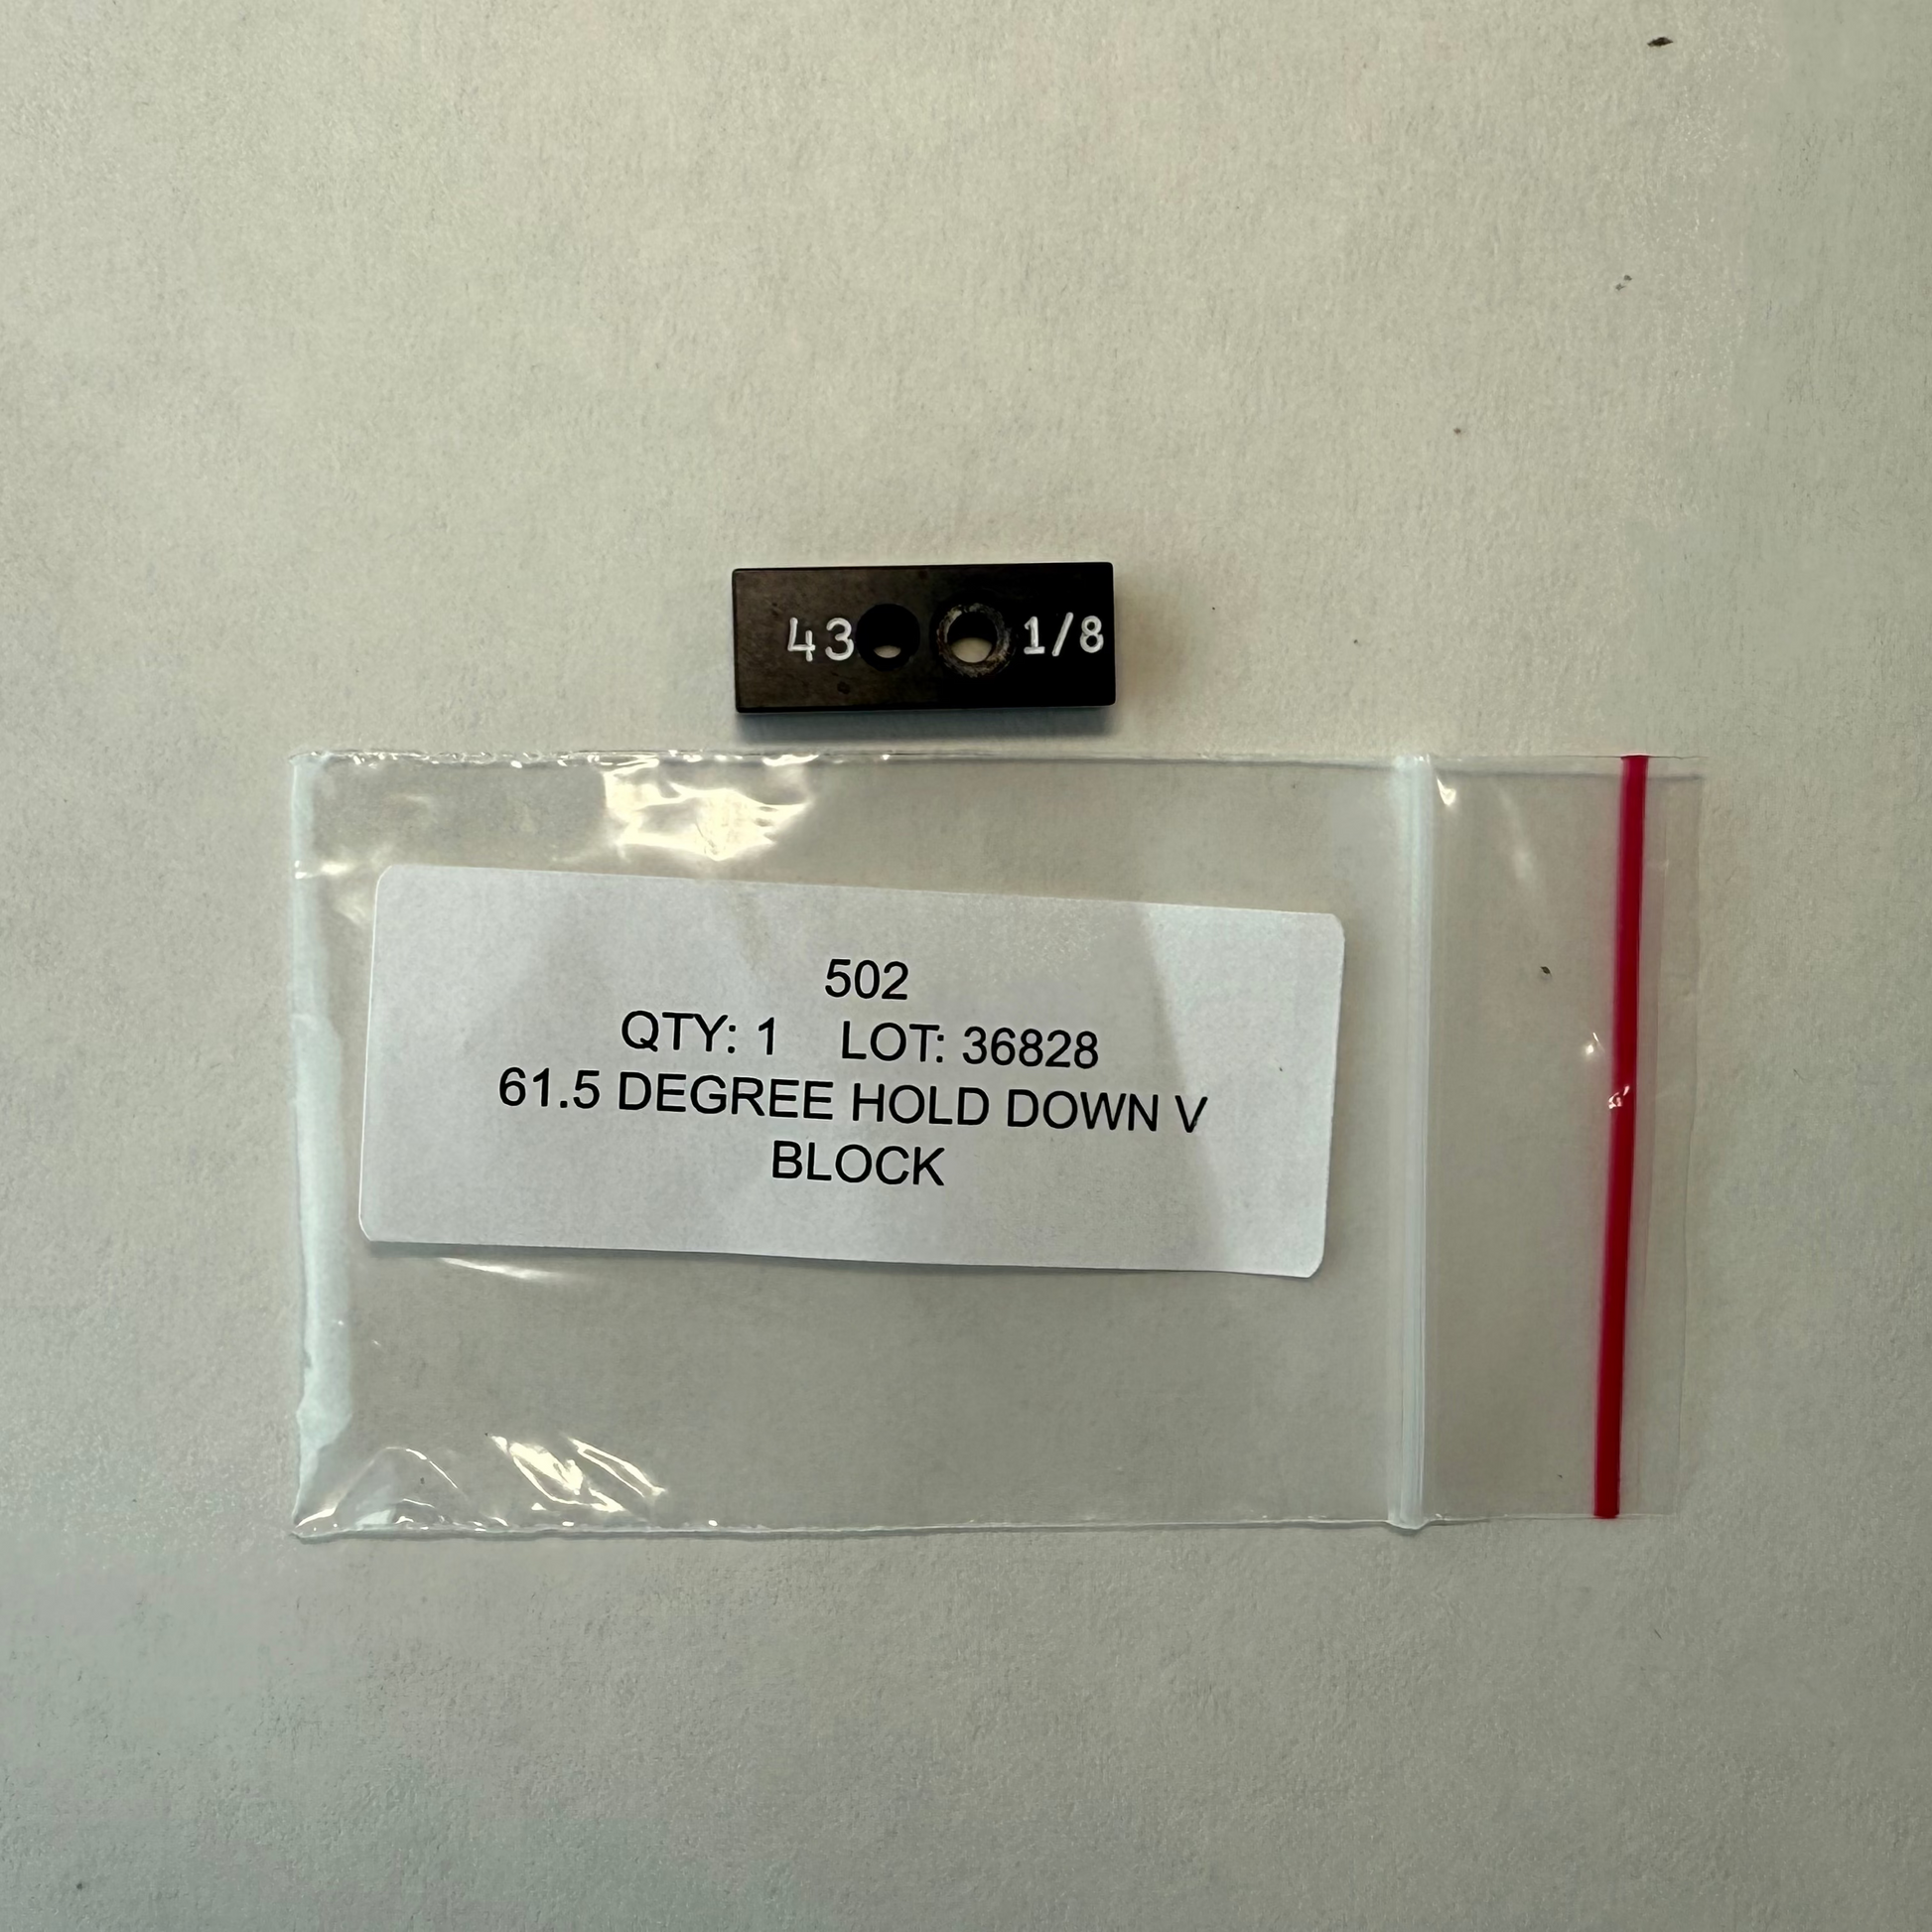 43 1/8
502
QTY: 1 LOT: 36828
61.5 DEGREE HOLD DOWN V
BLOCK